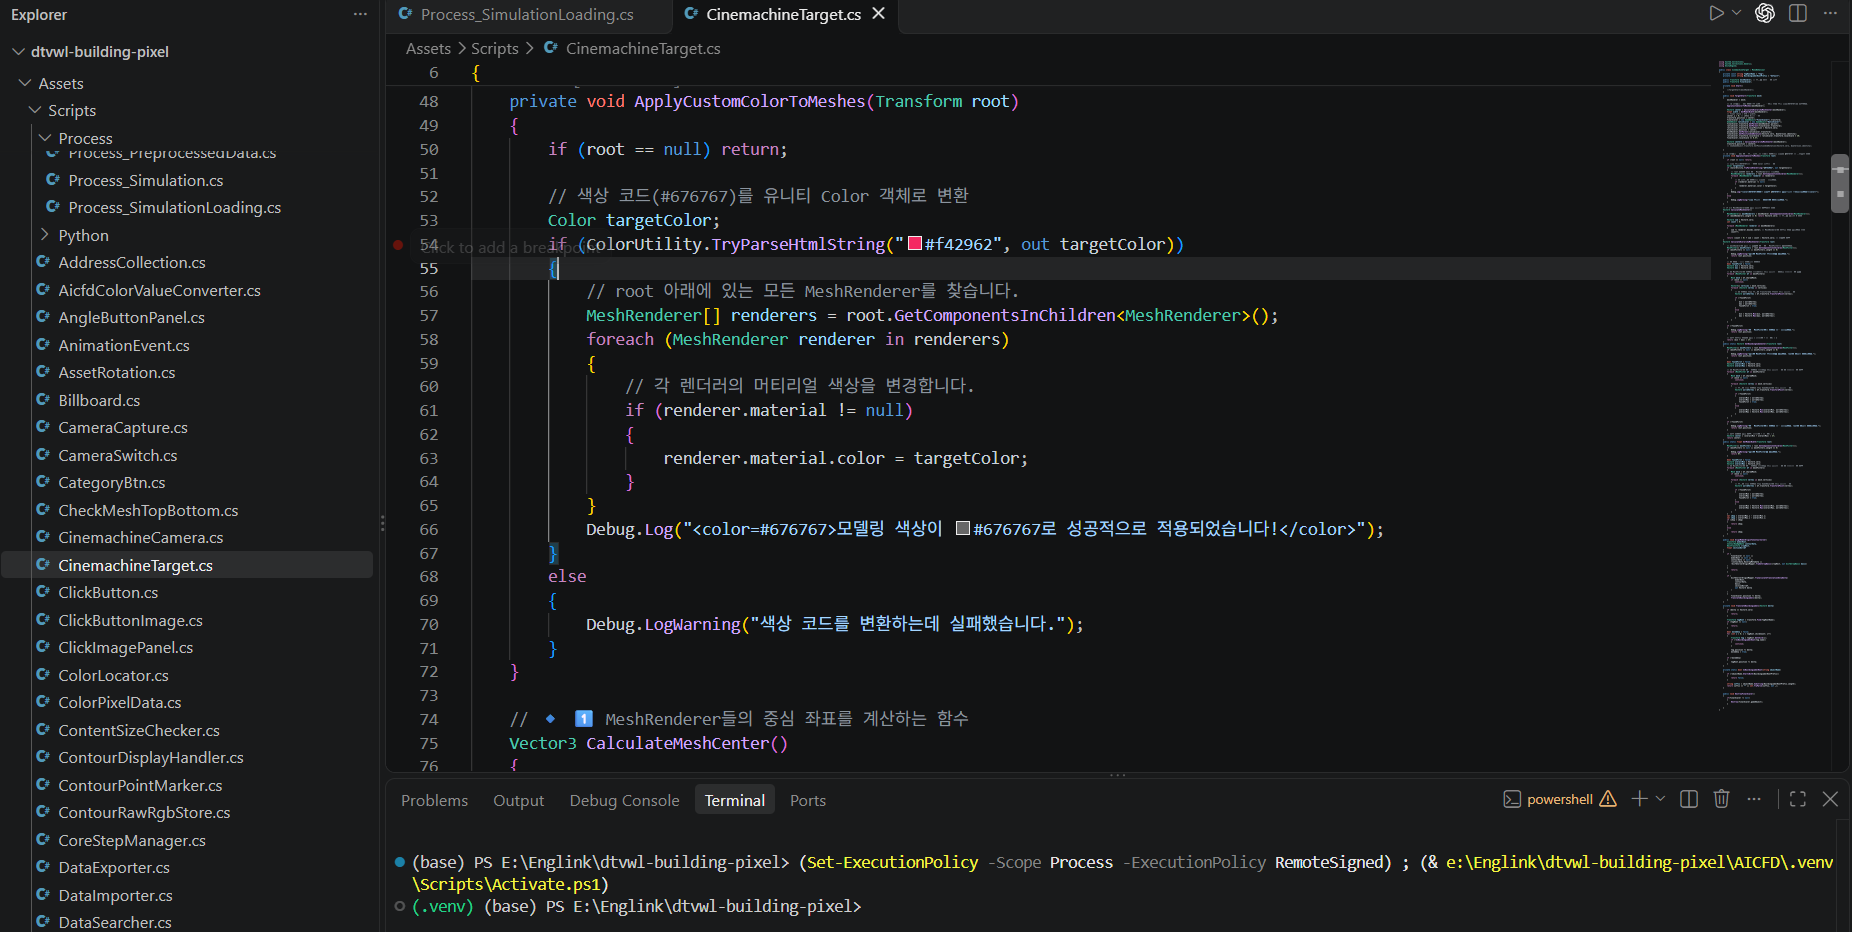 Explorer
dtvwl-building-pixel
Assets
Scripts
Process
Process_PreprocessedData.cs
Process_Simulation.cs
Process_SimulationLoading.cs
Python
AddressCollection.cs
AicfdColorValueConverter.cs
AngleButtonPanel.cs
AnimationEvent.cs
AssetRotation.cs
Billboard.cs
CameraCapture.cs
CameraSwitch.cs
CategoryBtn.cs
CheckMeshTopBottom.cs
CinemachineCamera.cs
CinemachineTarget.cs
ClickButton.cs
ClickButtonImage.cs
ClickImagePanel.cs
ColorLocator.cs
ColorPixelData.cs
ContentSizeChecker.cs
ContourDisplayHandler.cs
ContourPointMarker.cs
ContourRawRgbStore.cs
CoreStepManager.cs
DataExporter.cs
DataImporter.cs
DataSearcher.cs
Process_SimulationLoading.cs
CinemachineTarget.cs
Assets > Scripts > CinemachineTarget.cs
6 {
48 private void ApplyCustomColorToMeshes(Transform root)
49 {
50 if (root == null) return;
51
52 // 색상 코드(#676767)를 유니티 Color 객체로 변환
53 Color targetColor;
54 if (ColorUtility.TryParseHtmlString("#f42962", out targetColor))
Click to add a breakpoint
55 {
56 // root 아래에 있는 모든 MeshRenderer를 찾습니다.
57 MeshRenderer[] renderers = root.GetComponentsInChildren<MeshRenderer>();
58 foreach (MeshRenderer renderer in renderers)
59 {
60 // 각 렌더러의 머티리얼 색상을 변경합니다.
61 if (renderer.material != null)
62 {
63 renderer.material.color = targetColor;
64 }
65 }
66 Debug.Log("<color=#676767>모델링 색상이 #676767로 성공적으로 적용되었습니다!</color>");
67 }
68 else
69 {
70 Debug.LogWarning("색상 코드를 변환하는데 실패했습니다.");
71 }
72 }
73
74 // 🔹 1️⃣ MeshRenderer들의 중심 좌표를 계산하는 함수
75 Vector3 CalculateMeshCenter()
76 {
Problems Output Debug Console Terminal Ports
powershell
(base) PS E:\Englink\dtvwl-building-pixel> (Set-ExecutionPolicy -Scope Process -ExecutionPolicy RemoteSigned) ; (& e:\Englink\dtvwl-building-pixel\AICFD\.venv
\Scripts\Activate.ps1)
(.venv) (base) PS E:\Englink\dtvwl-building-pixel>